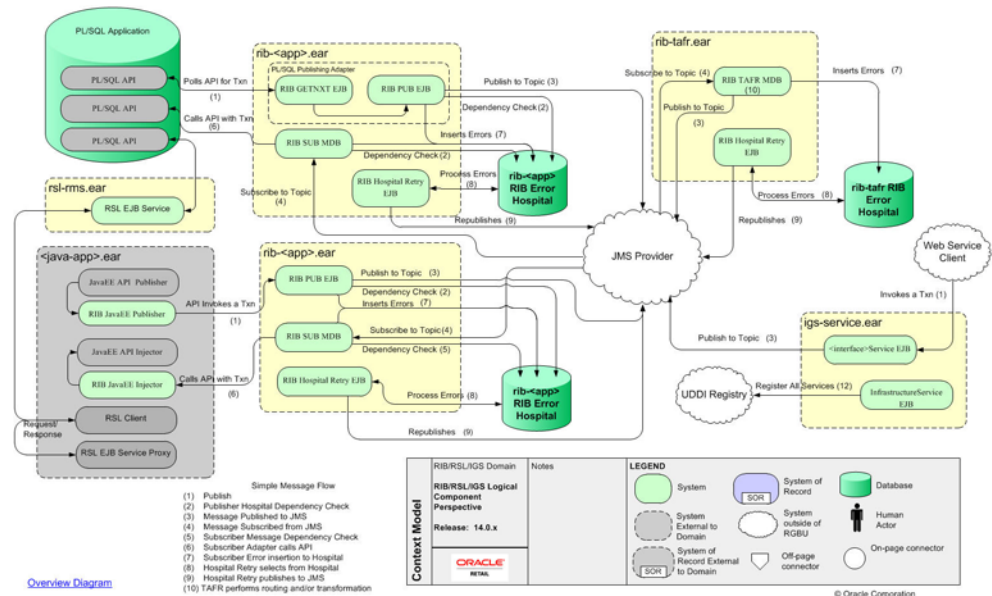 PL/SQL Application
PL/SQL API
PL/SQL API
PL/SQL API
rsl-rms.ear
RSL EJB Service
<java-app>.ear
JavaEE API Publisher
RIB JavaEE Publisher
JavaEE API Injector
RIB JavaEE Injector
RSL Client
RSL EJB Service Proxy
Request/
Response
Polls API for Txn
(1)
Calls API with Txn
(6)
rib-<app>.ear
PL/SQL Publishing Adapter
RIB GETNXT EJB
RIB PUB EJB
RIB SUB MDB
RIB Hospital Retry
EJB
Publish to Topic (3)
Dependency Check(2)
Inserts Errors (7)
Dependency Check (2)
Process Errors
(8)
Subscribe to Topic
(4)
Republishes (9)
rib-<app>
RIB Error
Hospital
API Invokes a Txn
(1)
Calls API with Txn
(6)
rib-<app>.ear
RIB PUB EJB
RIB SUB MDB
RIB Hospital Retry EJB
Publish to Topic (3)
Dependency Check (2)
Inserts Errors (7)
Subscribe to Topic(4)
Dependency Check (5)
Process Errors (8)
Republishes (9)
rib-<app>
RIB Error
Hospital
JMS Provider
rib-tafr.ear
Subscribe to Topic (4)
RIB TAFR MDB
(10)
Publish to Topic
(3)
RIB Hospital Retry
EJB
Inserts Errors (7)
Process Errors (8)
Republishes (9)
rib-tafr RIB
Error
Hospital
Web Service
Client
Invokes a Txn (1)
igs-service.ear
<interface>Service EJB
InfrastructureService
EJB
Publish to Topic (3)
Register All Services (12)
UDDI Registry
Simple Message Flow
(1) Publish
(2) Publisher Hospital Dependency Check
(3) Message Published to JMS
(4) Message Subscribed from JMS
(5) Subscriber Message Dependency Check
(6) Subscriber Adapter calls API
(7) Subscriber Error insertion to Hospital
(8) Hospital Retry selects from Hospital
(9) Hospital Retry publishes to JMS
(10) TAFR performs routing and/or transformation
Overview Diagram
Context Model
RIB/RSL/IGS Domain
RIB/RSL/IGS Logical
Component
Perspective
Release: 14.0.x
ORACLE
RETAIL
Notes
LEGEND
System
SOR
System of
Record
Database
System
External to
Domain
System
outside of
RGBU
Human
Actor
SOR
System of
Record External
to Domain
Off-page
connector
On-page connector
© Oracle Corporation